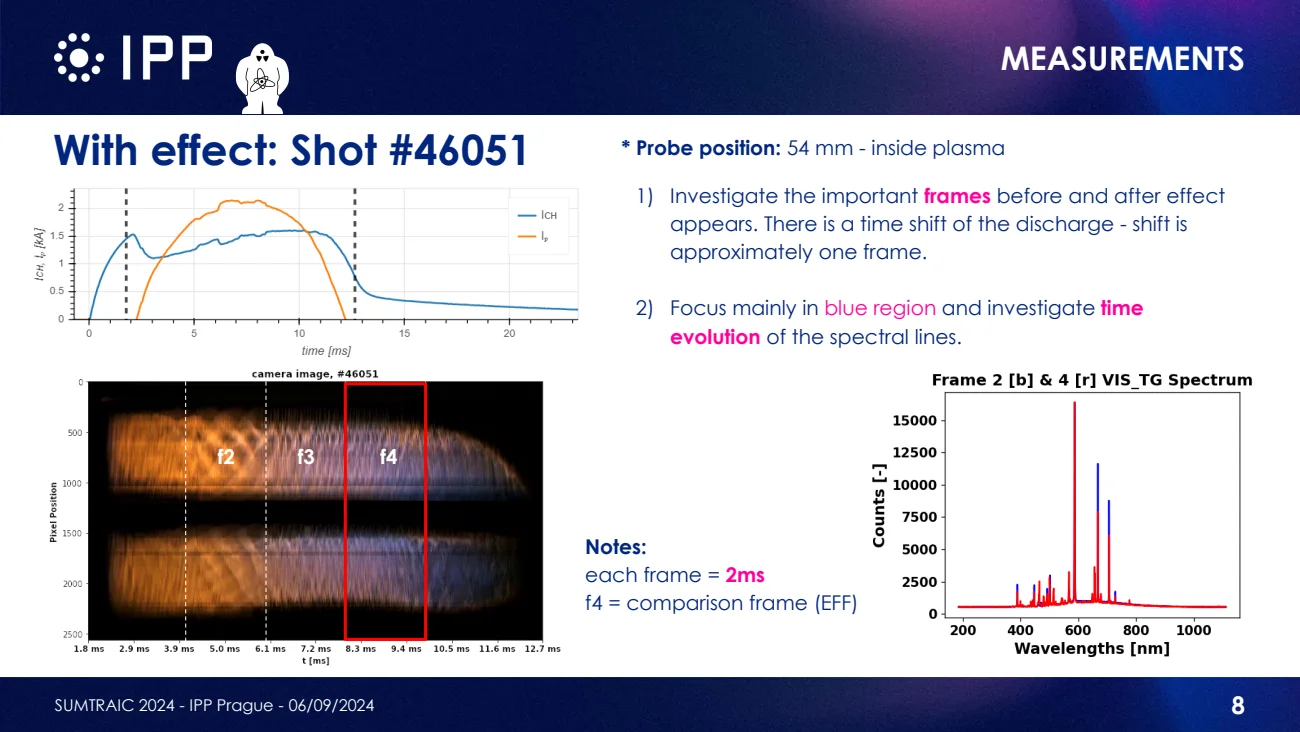 IPP
MEASUREMENTS
With effect: Shot #46051
* Probe position: 54 mm - inside plasma
1) Investigate the important frames before and after effect
appears. There is a time shift of the discharge - shift is
approximately one frame.
2) Focus mainly in blue region and investigate time
evolution of the spectral lines.
ICH, Ip [kA]
2
1.5
1
0.5
0
ICH
Ip
0 5 10 15 20
time [ms]
camera image, #46051
Pixel Position
0
500
1000
1500
2000
2500
f2 f3 f4
1.8 ms 2.9 ms 3.9 ms 5.0 ms 6.1 ms 7.2 ms 8.3 ms 9.4 ms 10.5 ms 11.6 ms 12.7 ms
t [ms]
Notes:
each frame = 2ms
f4 = comparison frame (EFF)
Frame 2 [b] & 4 [r] VIS_TG Spectrum
Counts [-]
15000
12500
10000
7500
5000
2500
0
200 400 600 800 1000
Wavelengths [nm]
SUMTRAIC 2024 - IPP Prague - 06/09/2024
8